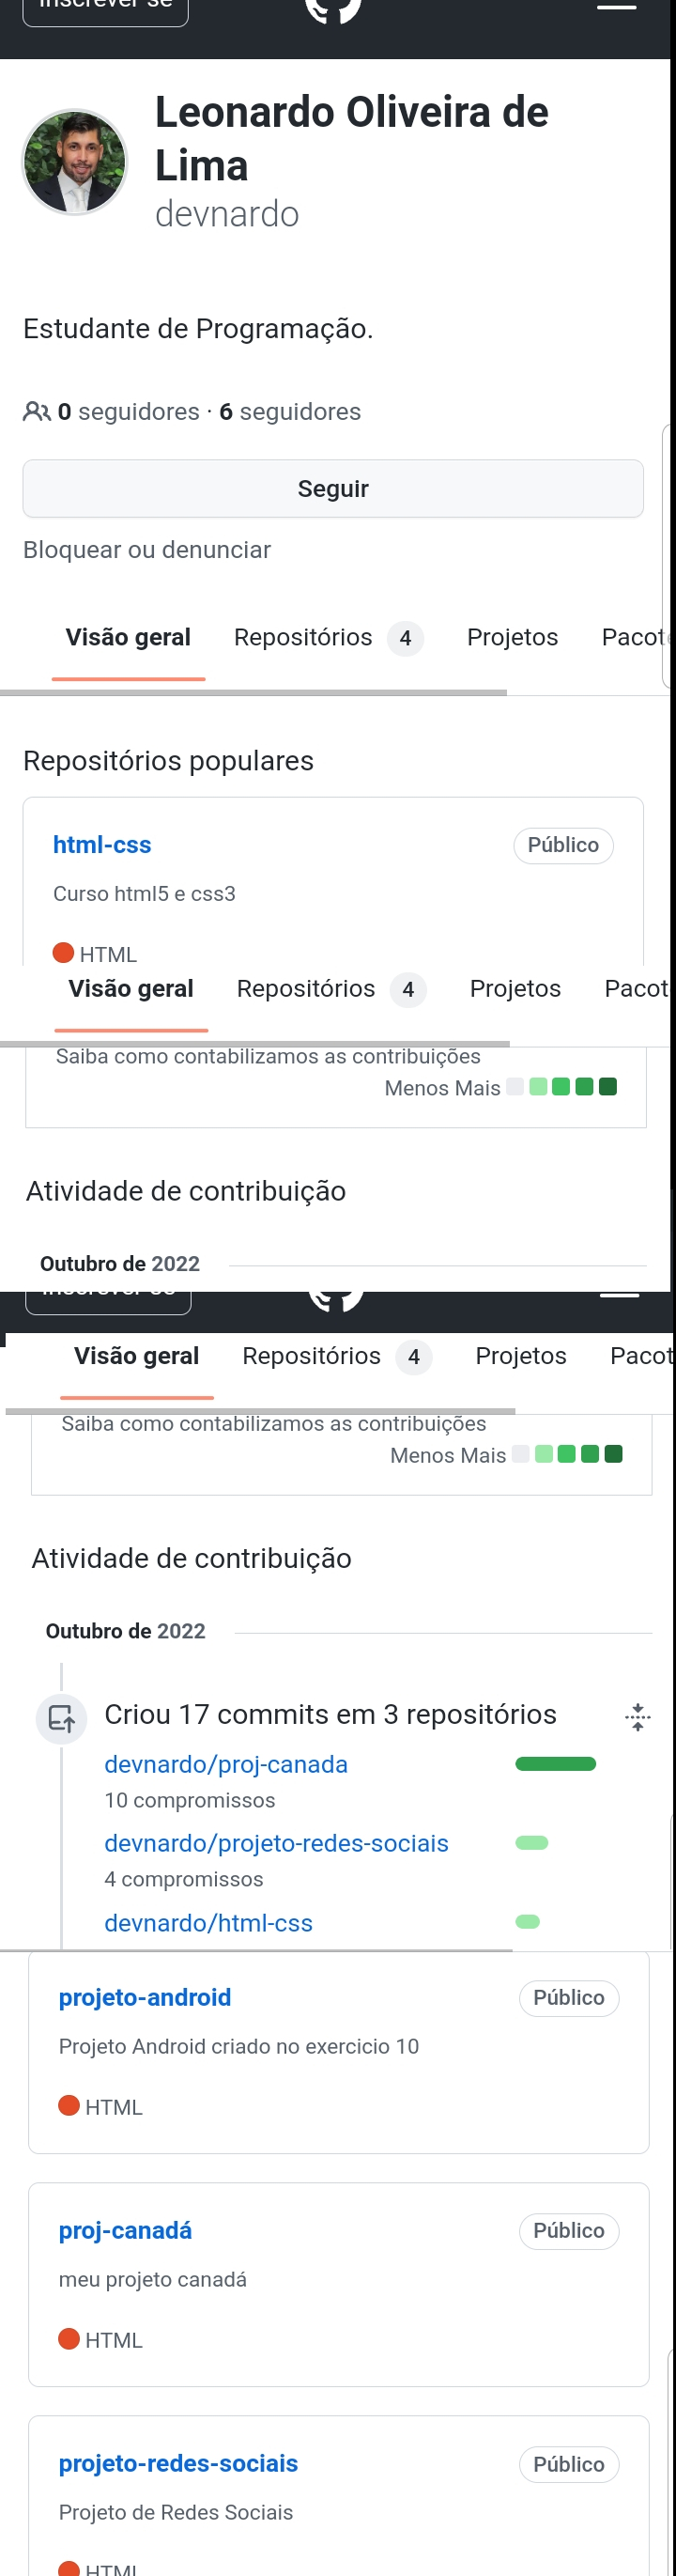 Inscrever se
Leonardo Oliveira de
Lima
devnardo
Estudante de Programação.
0 seguidores · 6 seguidores
Seguir
Bloquear ou denunciar
Visão geral Repositórios 4 Projetos Pacote
Repositórios populares
html-css Público
Curso html5 e css3
HTML
Visão geral Repositórios 4 Projetos Pacot
Saiba como contabilizamos as contribuições
Menos Mais
Atividade de contribuição
Outubro de 2022
Visão geral Repositórios 4 Projetos Pacot
Saiba como contabilizamos as contribuições
Menos Mais
Atividade de contribuição
Outubro de 2022
Criou 17 commits em 3 repositórios
devnardo/proj-canada
10 compromissos
devnardo/projeto-redes-sociais
4 compromissos
devnardo/html-css
projeto-android Público
Projeto Android criado no exercicio 10
HTML
proj-canadá Público
meu projeto canadá
HTML
projeto-redes-sociais Público
Projeto de Redes Sociais
HTML